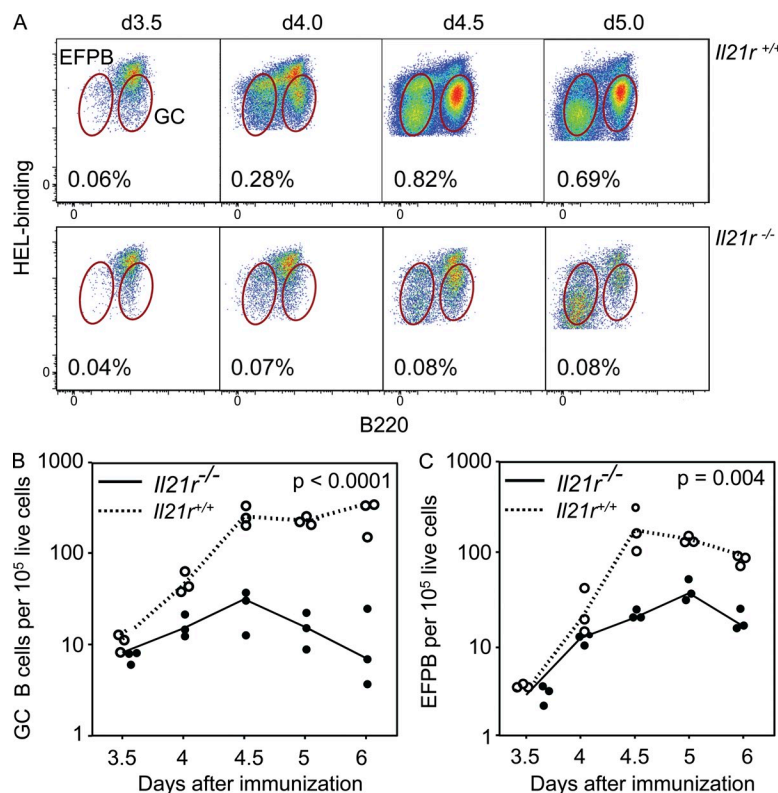 A
d3.5 d4.0 d4.5 d5.0
EFPB
GC
Il21r +/+
0.06% 0.28% 0.82% 0.69%
0 0 0 0 0
HEL-binding
Il21r -/-
0.04% 0.07% 0.08% 0.08%
0 0 0 0 0
B220
B
1000
100
10
1
GC B cells per 10⁵ live cells
Il21r-/-
Il21r+/+
p < 0.0001
3.5 4 4.5 5 6
Days after immunization
C
1000
100
10
1
EFPB per 10⁵ live cells
Il21r-/-
Il21r+/+
p = 0.004
3.5 4 4.5 5 6
Days after immunization